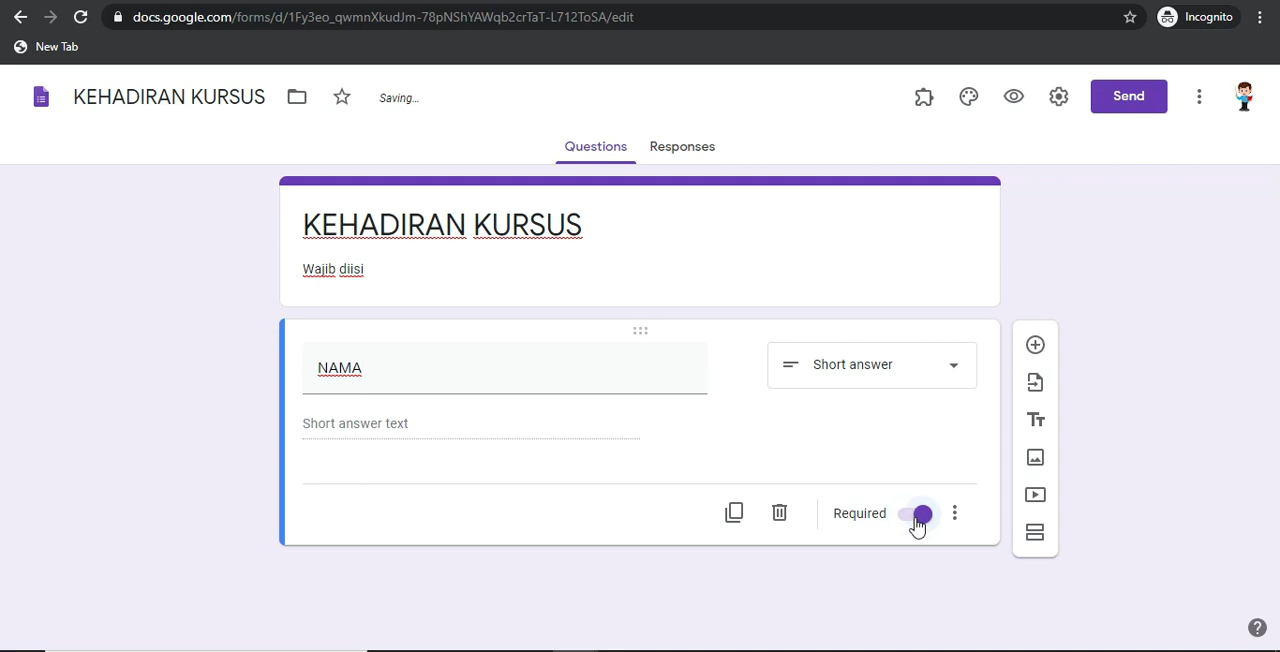 docs.google.com/forms/d/1Fy3eo_qwmnXkudJm-78pNShYAWqb2crTaT-L712ToSA/edit
Incognito
New Tab
KEHADIRAN KURSUS
Saving...
Send
Questions
Responses
KEHADIRAN KURSUS
Wajib diisi
NAMA
Short answer
Short answer text
Required